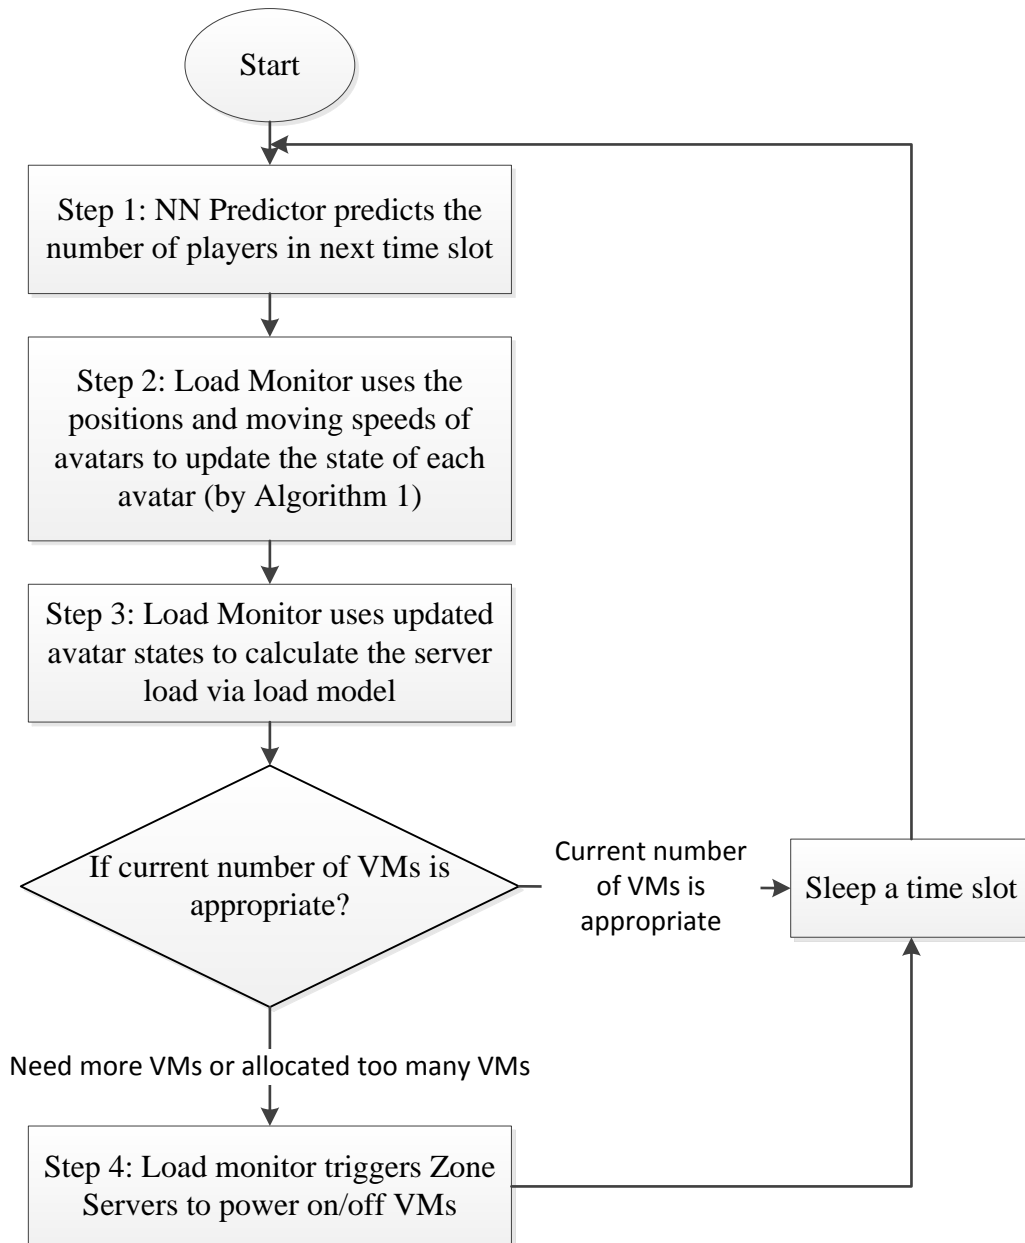 Start
Step 1: NN Predictor predicts the
number of players in next time slot
Step 2: Load Monitor uses the
positions and moving speeds of
avatars to update the state of each
avatar (by Algorithm 1)
Step 3: Load Monitor uses updated
avatar states to calculate the server
load via load model
If current number of VMs is
appropriate?
Current number
of VMs is
appropriate
Sleep a time slot
Need more VMs or allocated too many VMs
Step 4: Load monitor triggers Zone
Servers to power on/off VMs